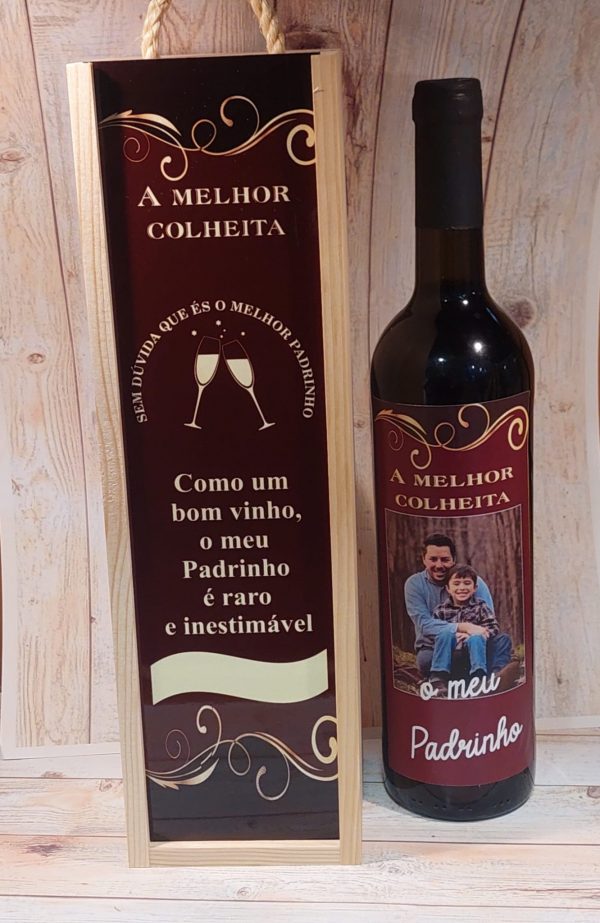 A MELHOR
COLHEITA
SEM DÚVIDA QUE ÉS O MELHOR PADRINHO
Como um
bom vinho,
o meu
Padrinho
é raro
e inestimável
A MELHOR
COLHEITA
o meu
Padrinho